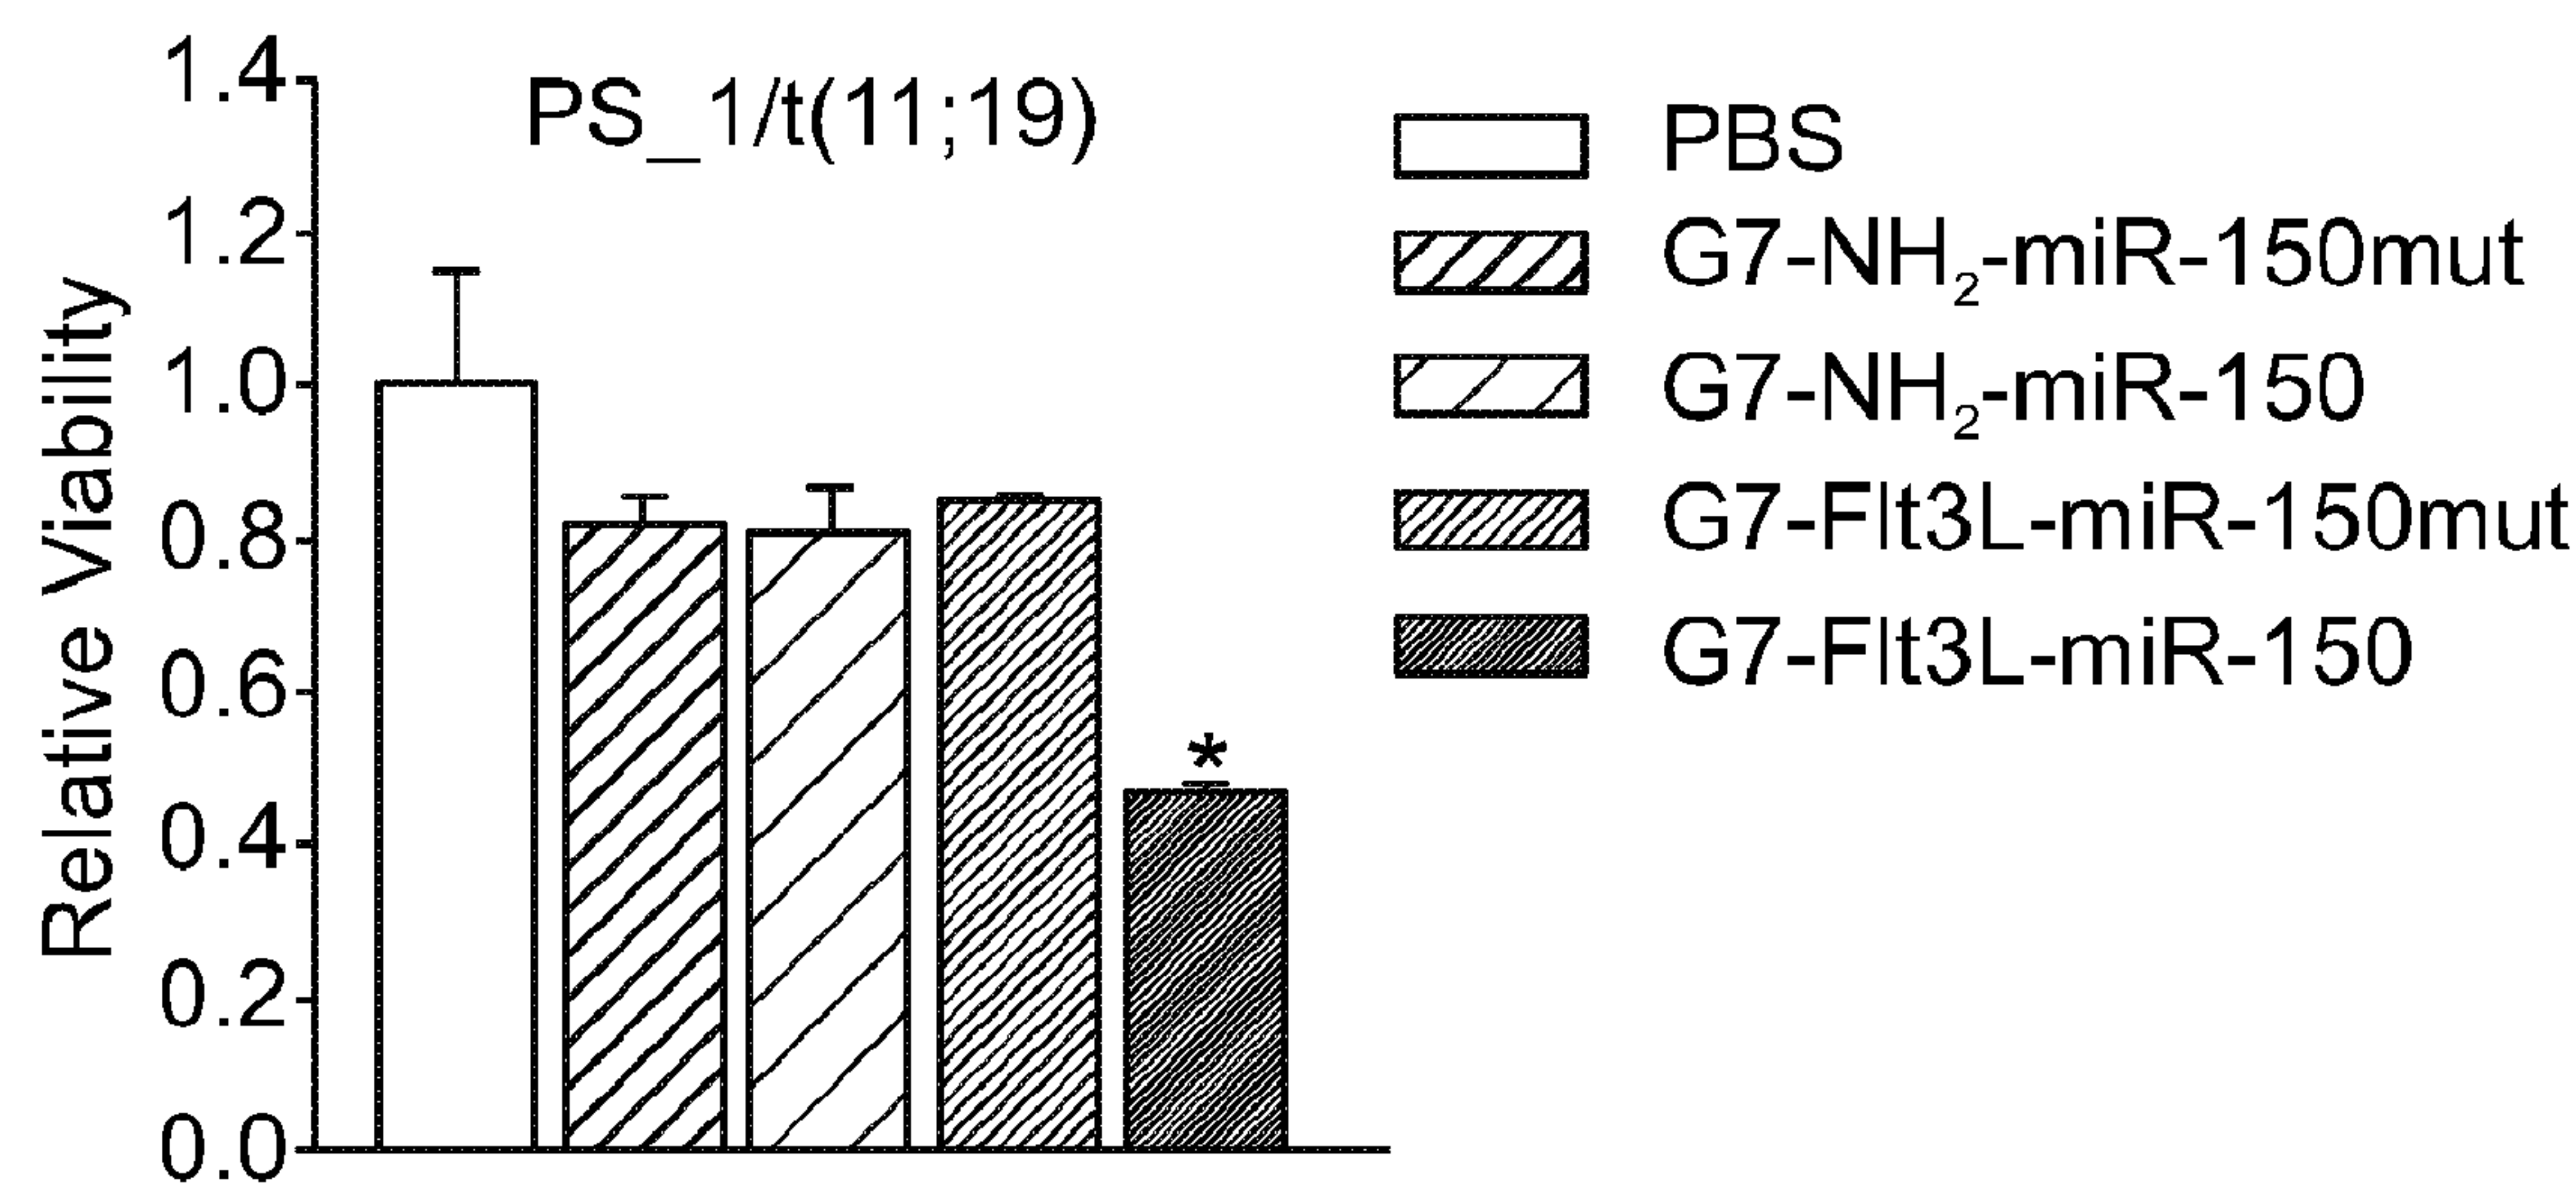 PS_1/t(11;19)
Relative Viability
1.4
1.2
1.0
0.8
0.6
0.4
0.2
0.0
*
PBS
G7-NH₂-miR-150mut
G7-NH₂-miR-150
G7-Flt3L-miR-150mut
G7-Flt3L-miR-150